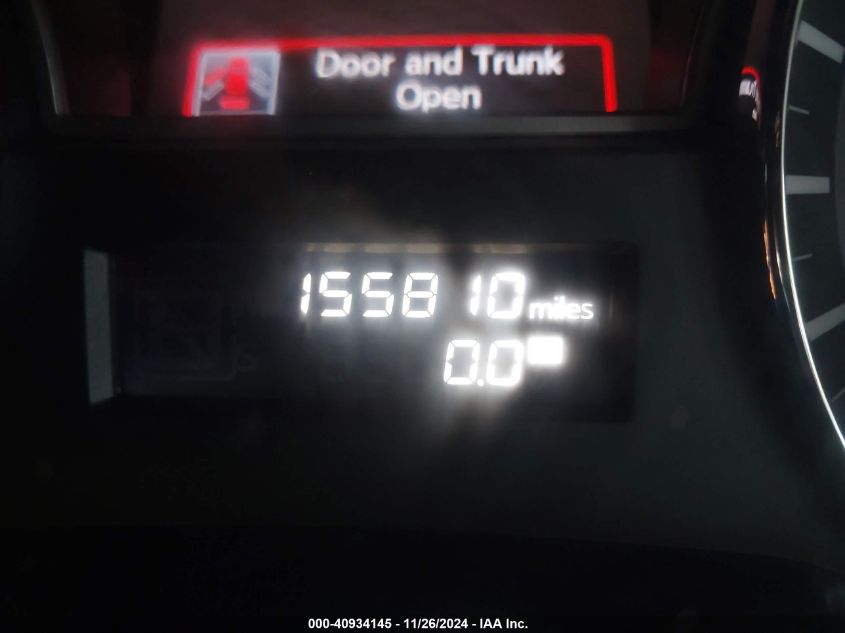 Door and Trunk
Open
155810 miles
0.0
000-40934145 - 11/26/2024 - IAA Inc.